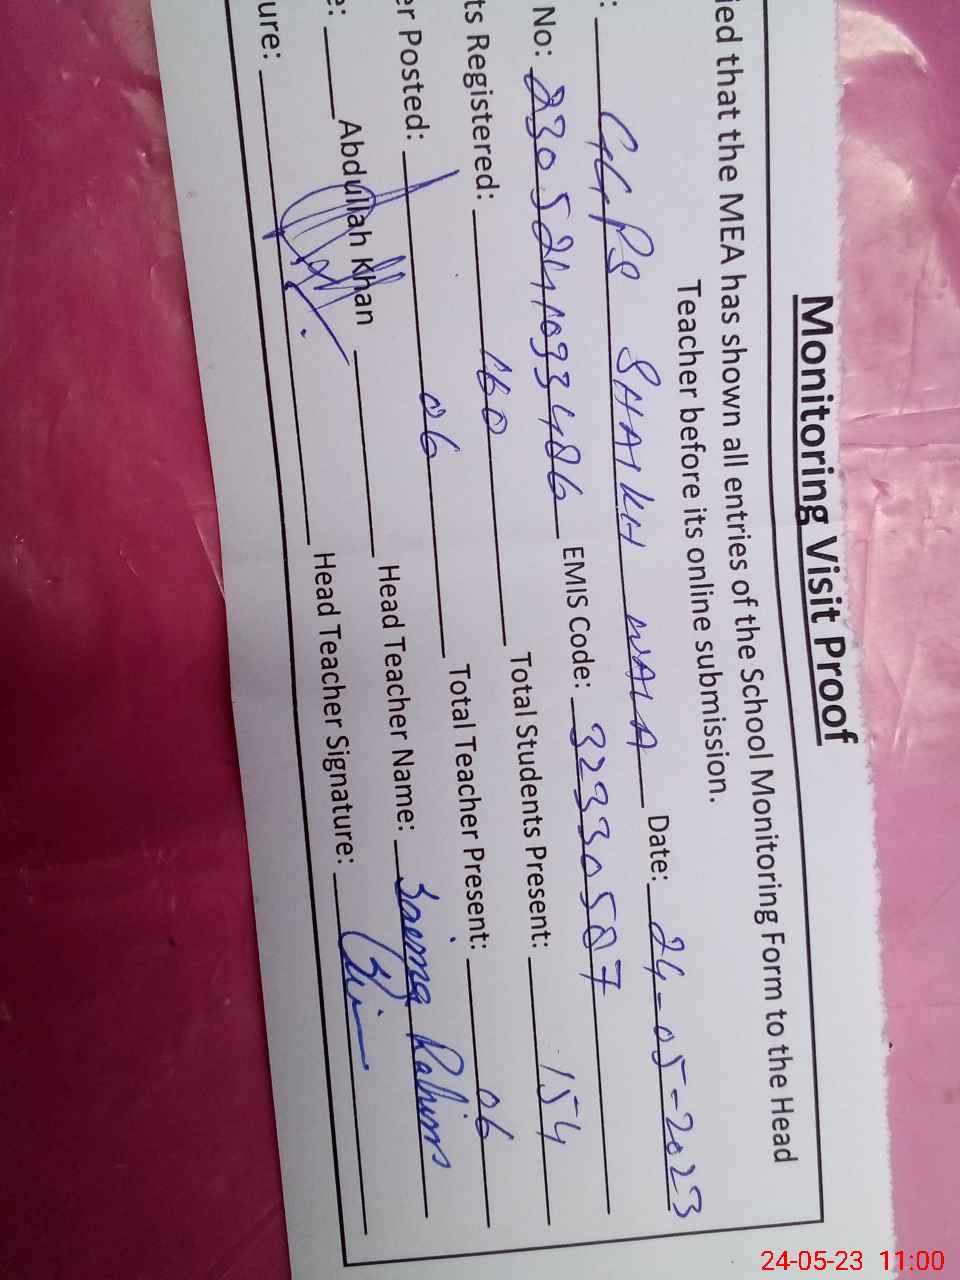 Monitoring Visit Proof
ied that the MEA has shown all entries of the School Monitoring Form to the Head
Teacher before its online submission.
: GGPS SHAIKH WALA Date: 24-05-2023
No: EMIS Code: 32330587
ts Registered: 160 Total Students Present: 154
er Posted: 06 Total Teacher Present: 06
e: Abdullah Khan Head Teacher Name: Saema Rahim
ure: Head Teacher Signature:
24-05-23 11:00